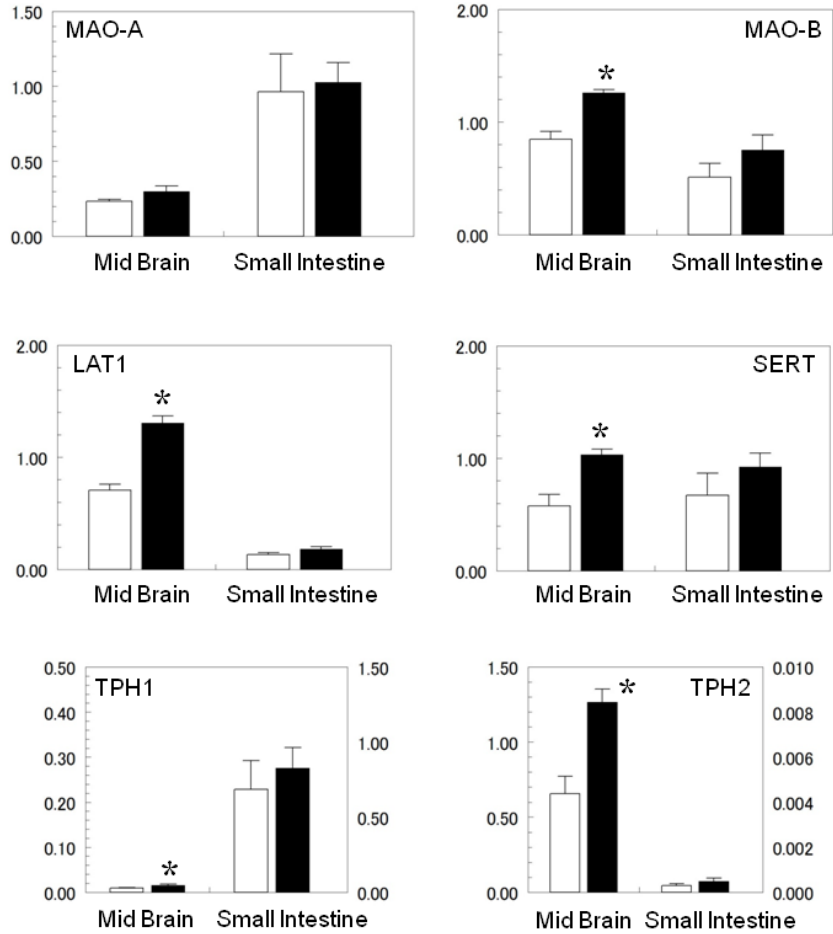 1.50
MAO-A
1.00
0.50
0.00
Mid Brain Small Intestine
2.00
MAO-B
*
1.00
0.00
Mid Brain Small Intestine
2.00
LAT1
*
1.00
0.00
Mid Brain Small Intestine
2.00
SERT
*
1.00
0.00
Mid Brain Small Intestine
0.50 1.50
TPH1
0.40
0.30
1.00
0.20
0.50
0.10
*
0.00 0.00
Mid Brain Small Intestine
1.50 0.010
* TPH2
0.008
1.00
0.006
0.004
0.50
0.002
0.00 0.000
Mid Brain Small Intestine